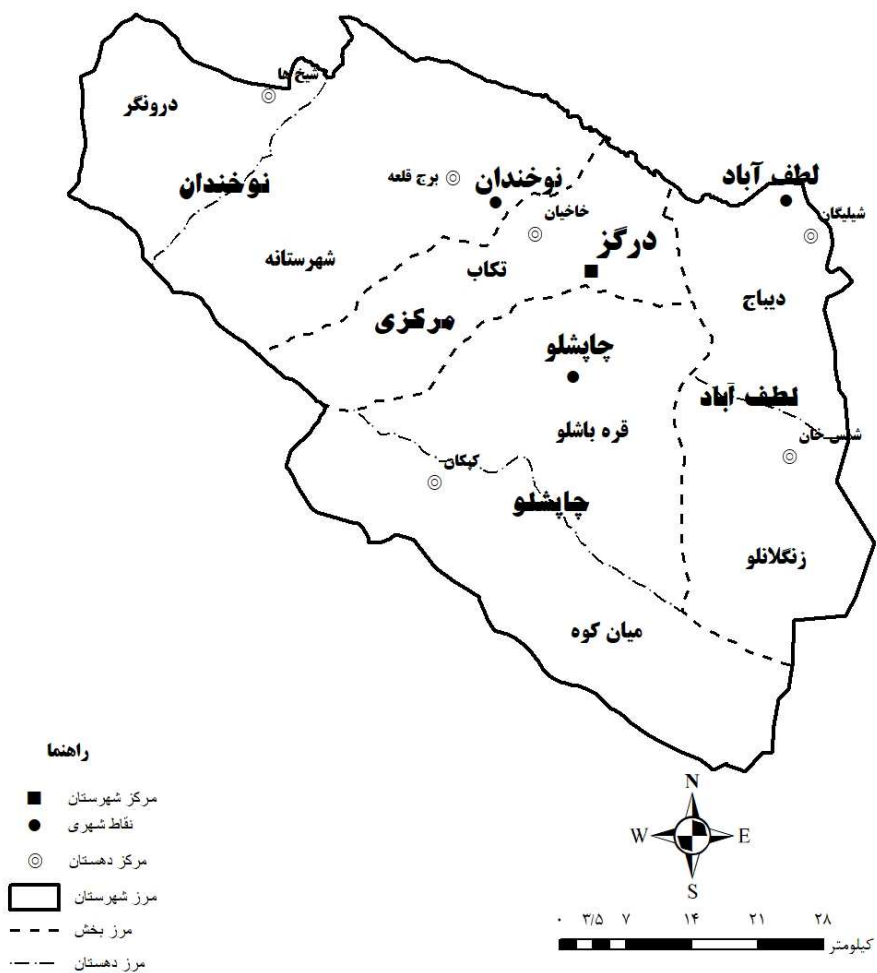 شیخ ها
درونگر
نوخندان
برج قلعه
نوخندان
لطف آباد
خاخیان
شیلیگان
درگز
شهرستانه
تکاب
دیباج
مرکزی
چاپشلو
لطف آباد
قره باشلو
شمس خان
کپکان
چاپشلو
زنگلانلو
میان کوه
راهنما
مرکز شهرستان
نقاط شهری
مرکز دهستان
مرز شهرستان
مرز بخش
مرز دهستان
N
W E
S
۰ ۳/۵ ۷ ۱۴ ۲۱ ۲۸
کیلومتر